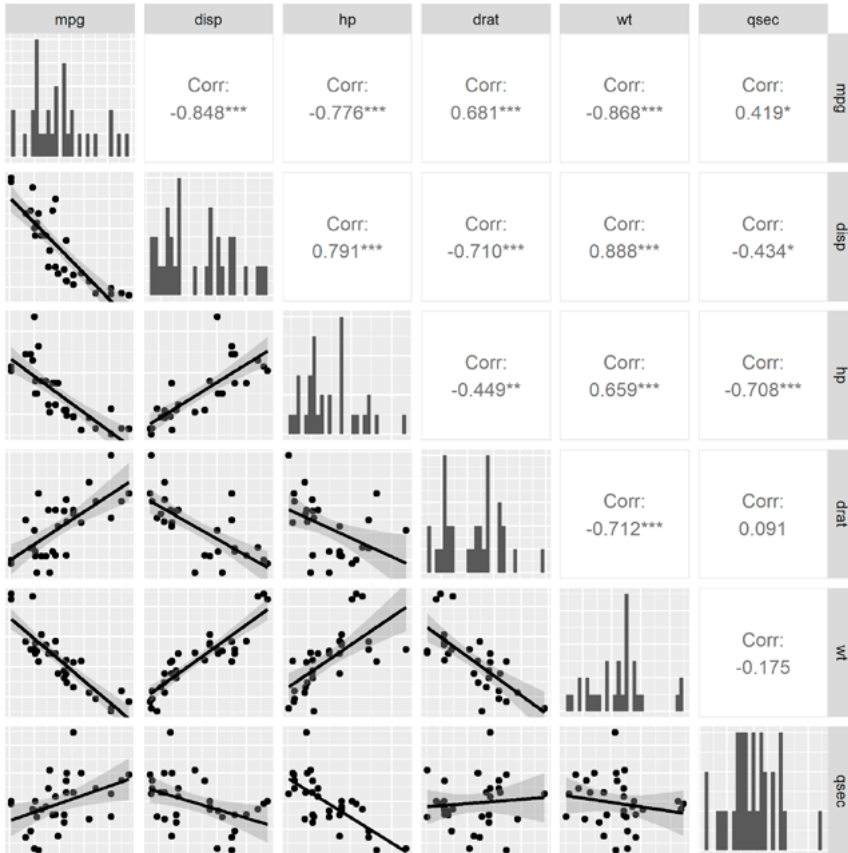 mpg disp hp drat wt qsec
Corr: Corr: Corr: Corr: Corr:
-0.848*** -0.776*** 0.681*** -0.868*** 0.419*
mpg
Corr: Corr: Corr: Corr:
0.791*** -0.710*** 0.888*** -0.434*
disp
Corr: Corr: Corr:
-0.449** 0.659*** -0.708***
hp
Corr: Corr:
-0.712*** 0.091
drat
Corr:
-0.175
wt
qsec